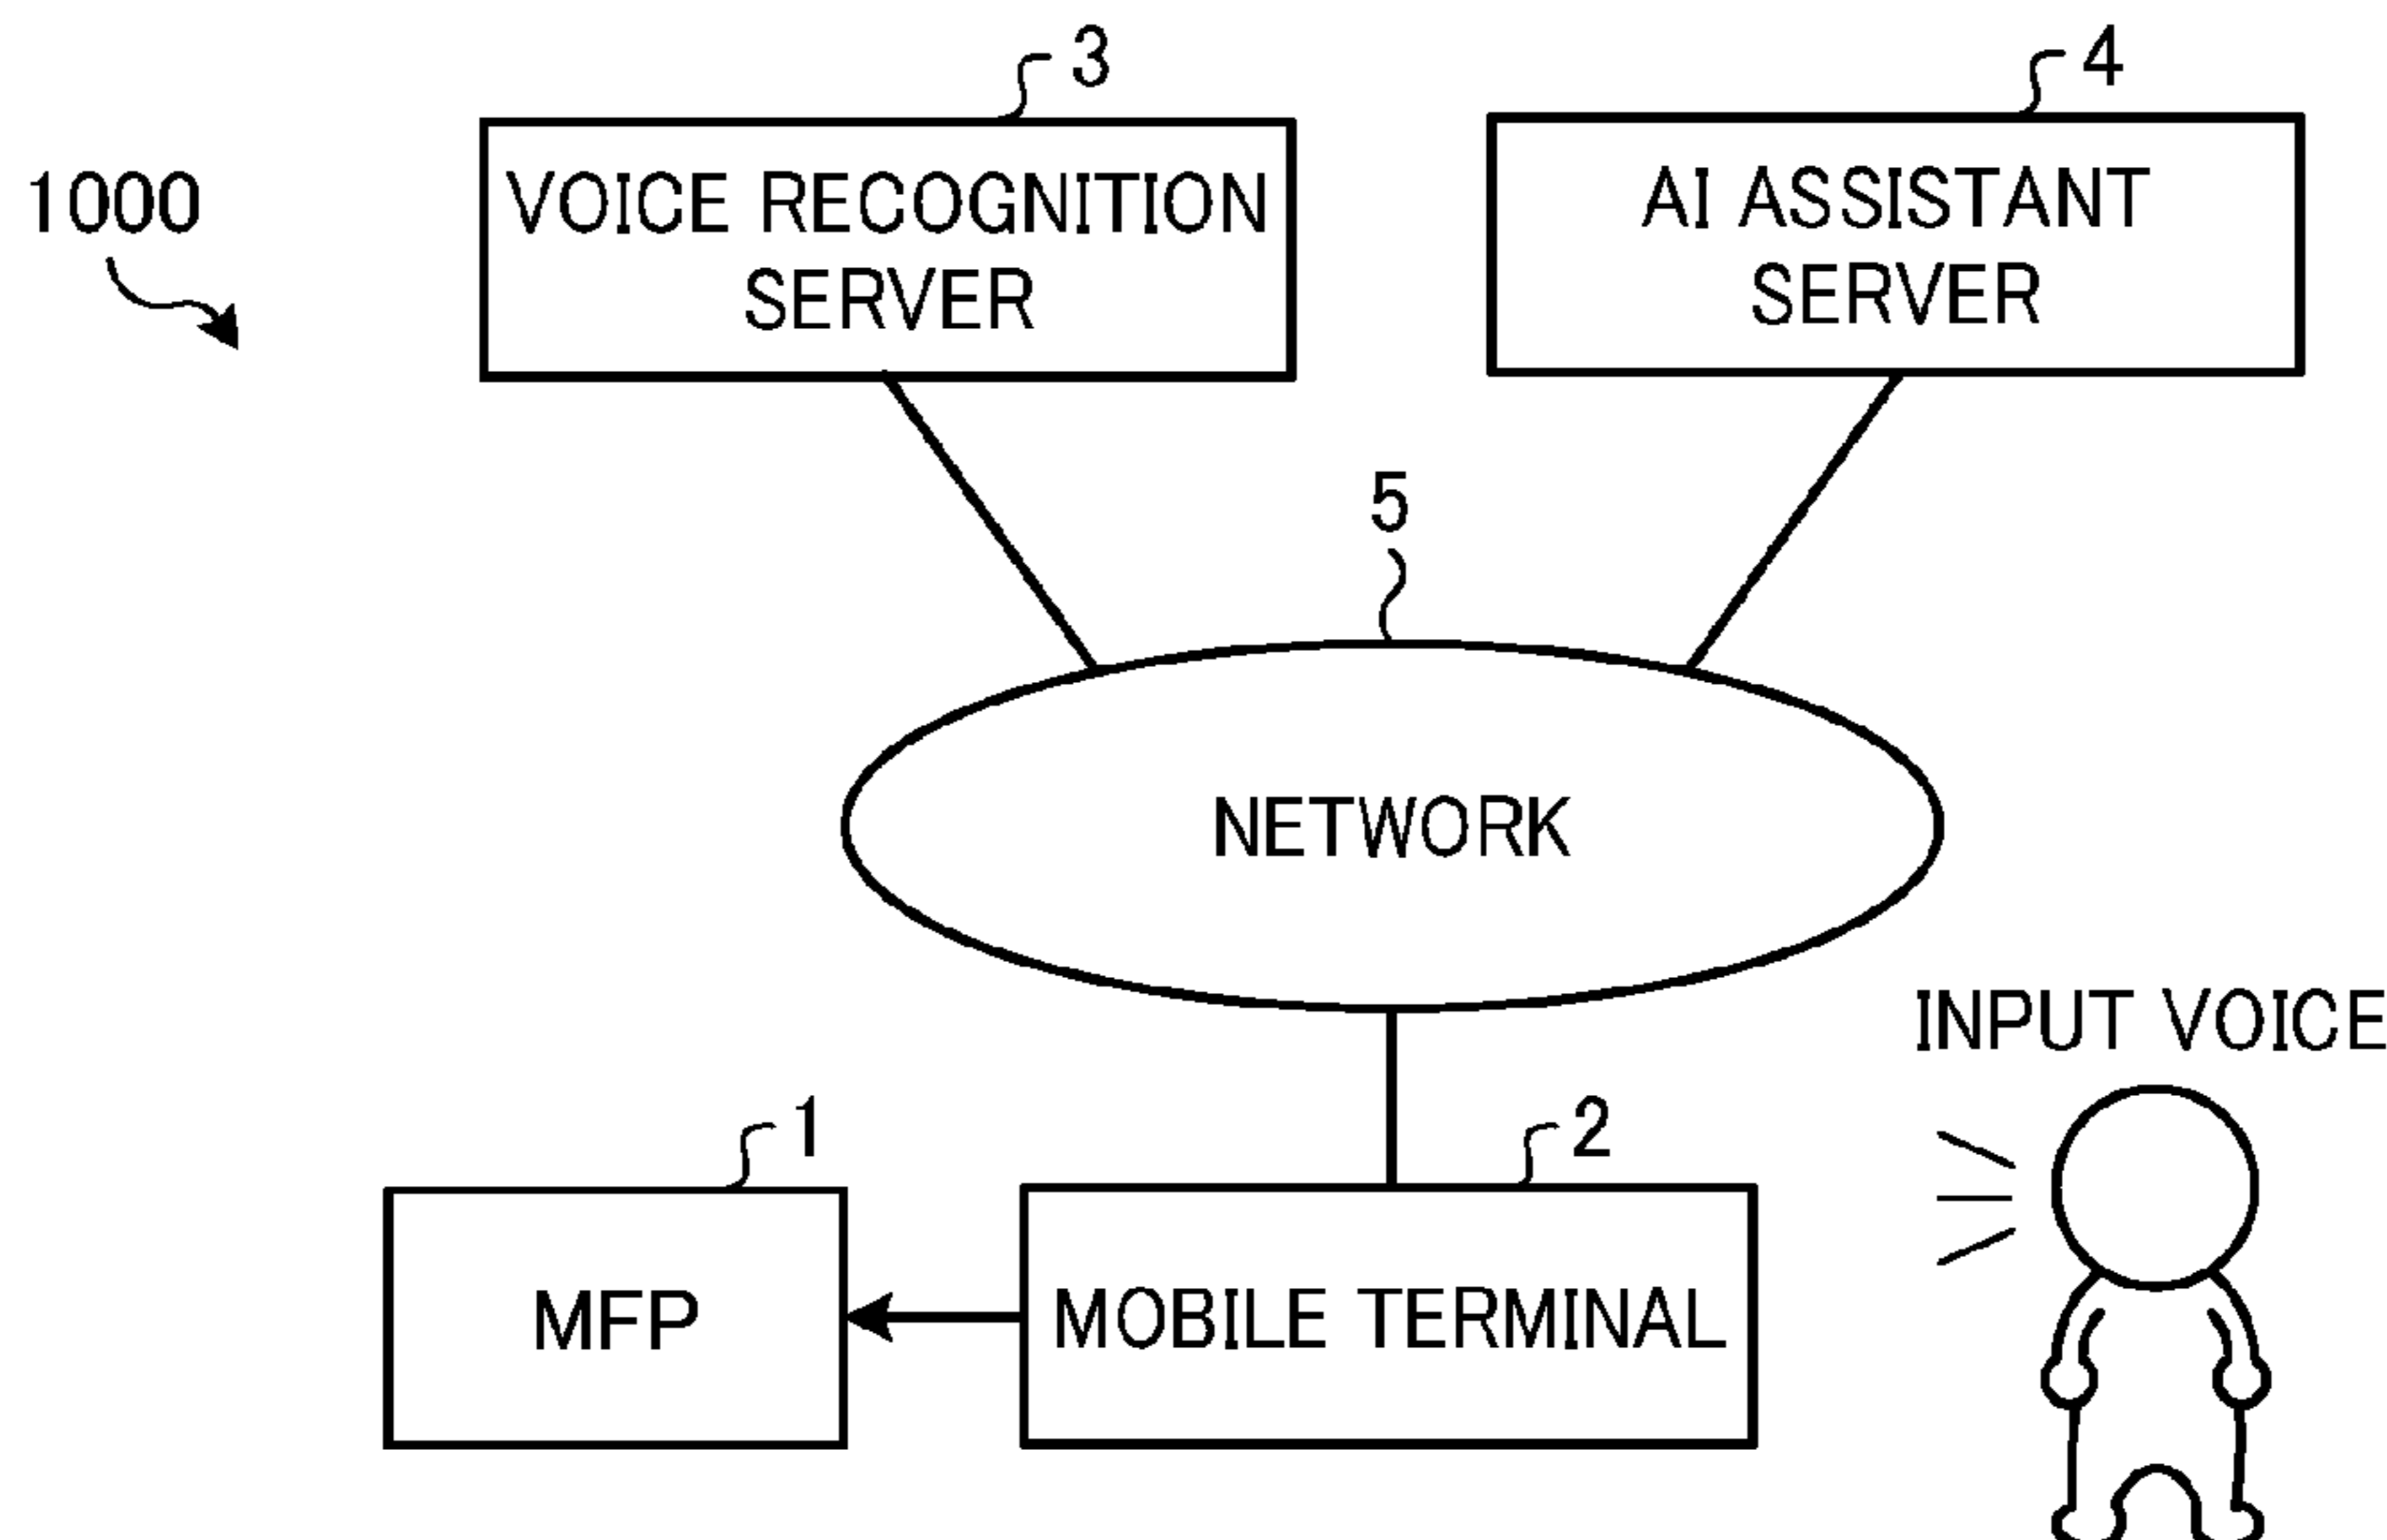 3
4
1000
VOICE RECOGNITION
SERVER
AI ASSISTANT
SERVER
5
NETWORK
INPUT VOICE
1
2
MFP
MOBILE TERMINAL